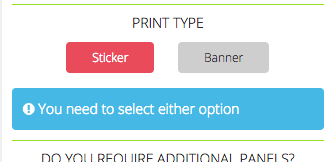 PRINT TYPE
Sticker Banner
You need to select either option
DO YOU REQUIRE ADDITIONAL PANELS?